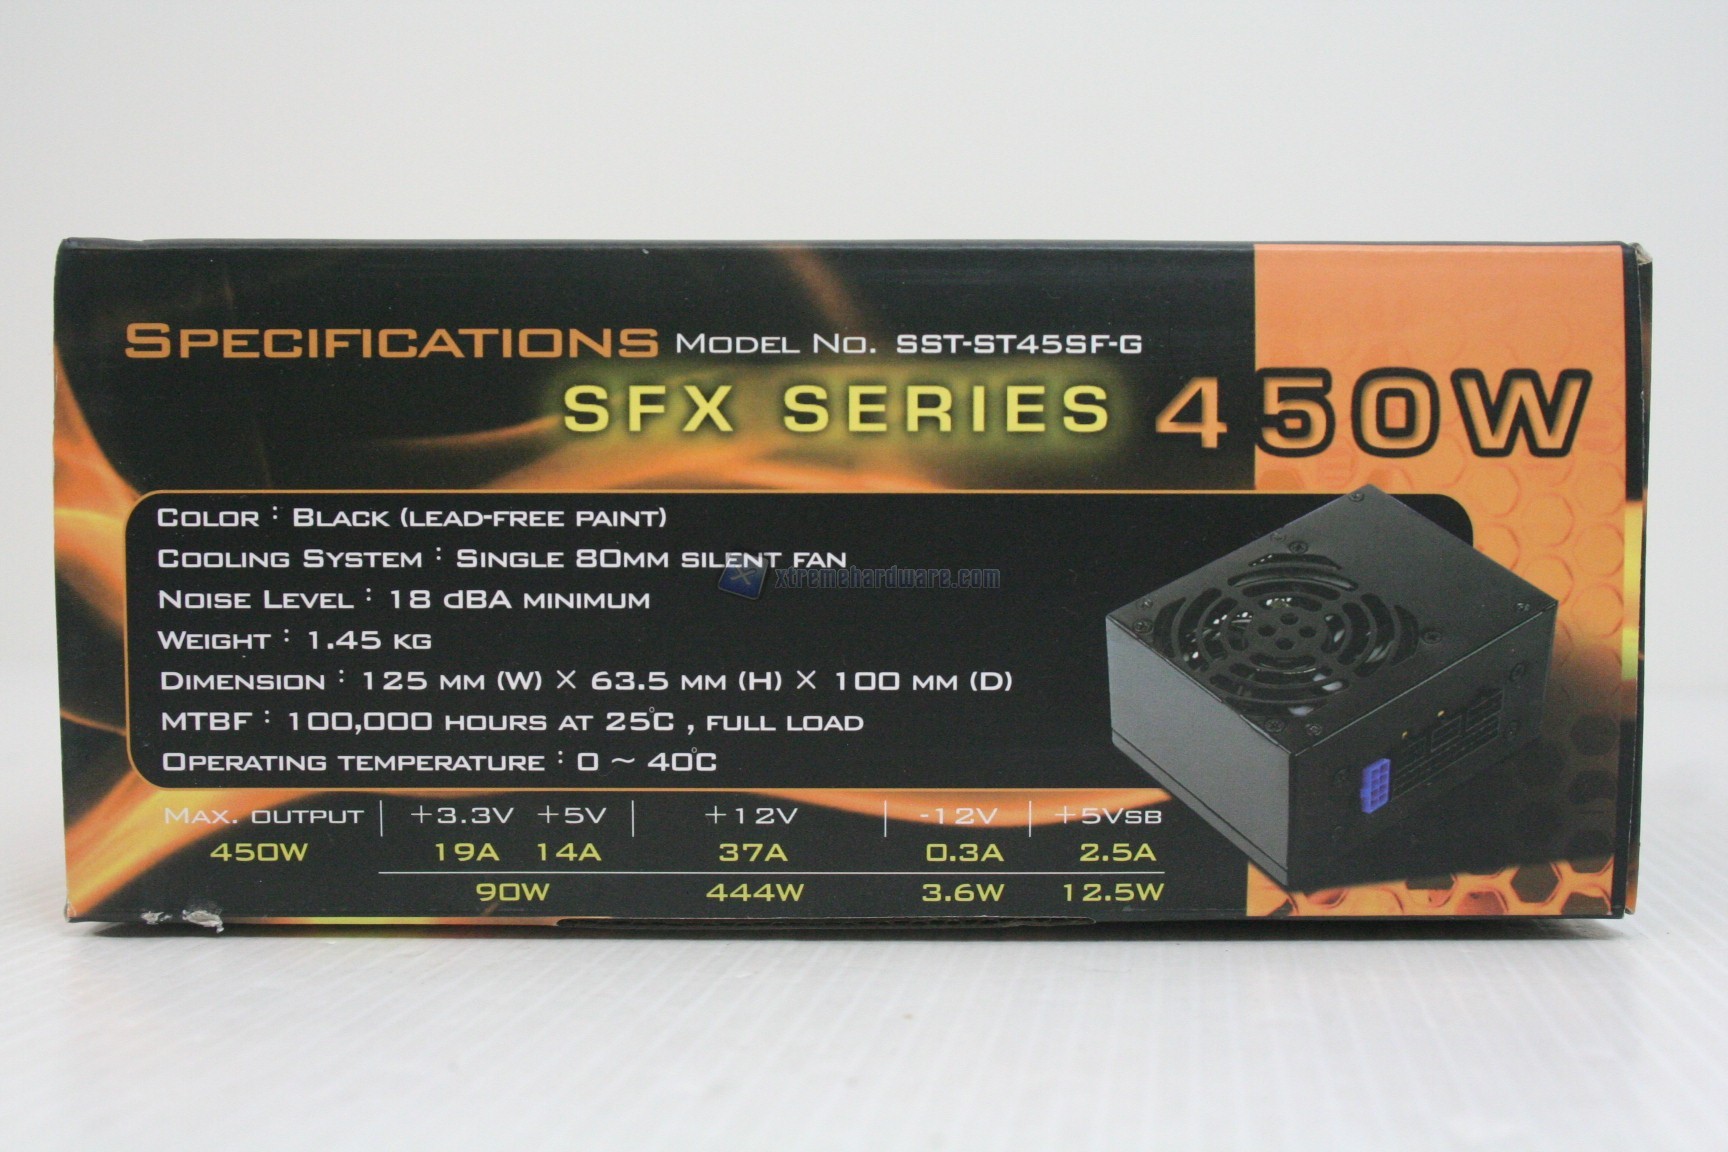 SPECIFICATIONS MODEL NO. SST-ST45SF-G
SFX SERIES 450W
COLOR : BLACK (LEAD-FREE PAINT)
COOLING SYSTEM : SINGLE 80MM SILENT FAN
xtremehardware.com
NOISE LEVEL : 18 dBA MINIMUM
WEIGHT : 1.45 KG
DIMENSION : 125 MM (W) × 63.5 MM (H) × 100 MM (D)
MTBF : 100,000 HOURS AT 25°C , FULL LOAD
OPERATING TEMPERATURE : 0 ~ 40°C
MAX. OUTPUT +3.3V +5V +12V -12V +5VSB
450W 19A 14A 37A 0.3A 2.5A
90W 444W 3.6W 12.5W